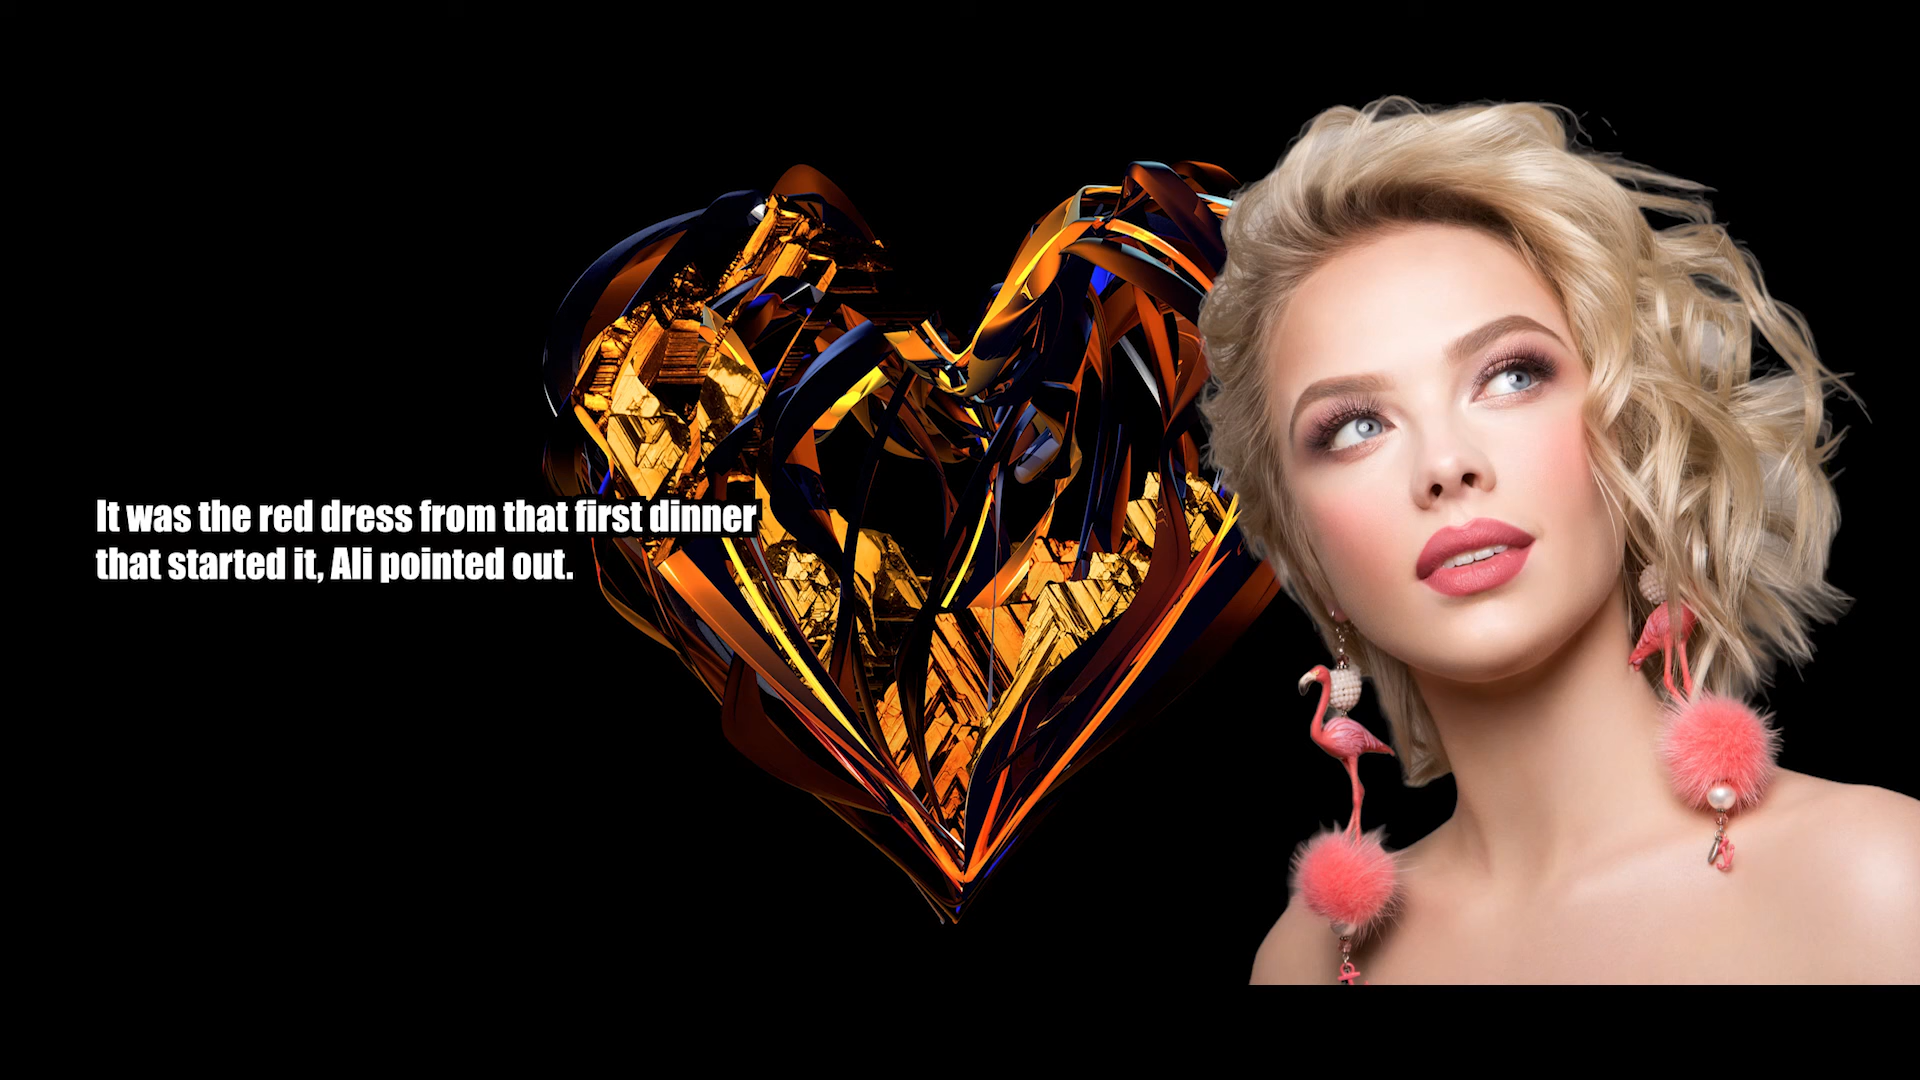 It was the red dress from that first dinner
that started it, Ali pointed out.